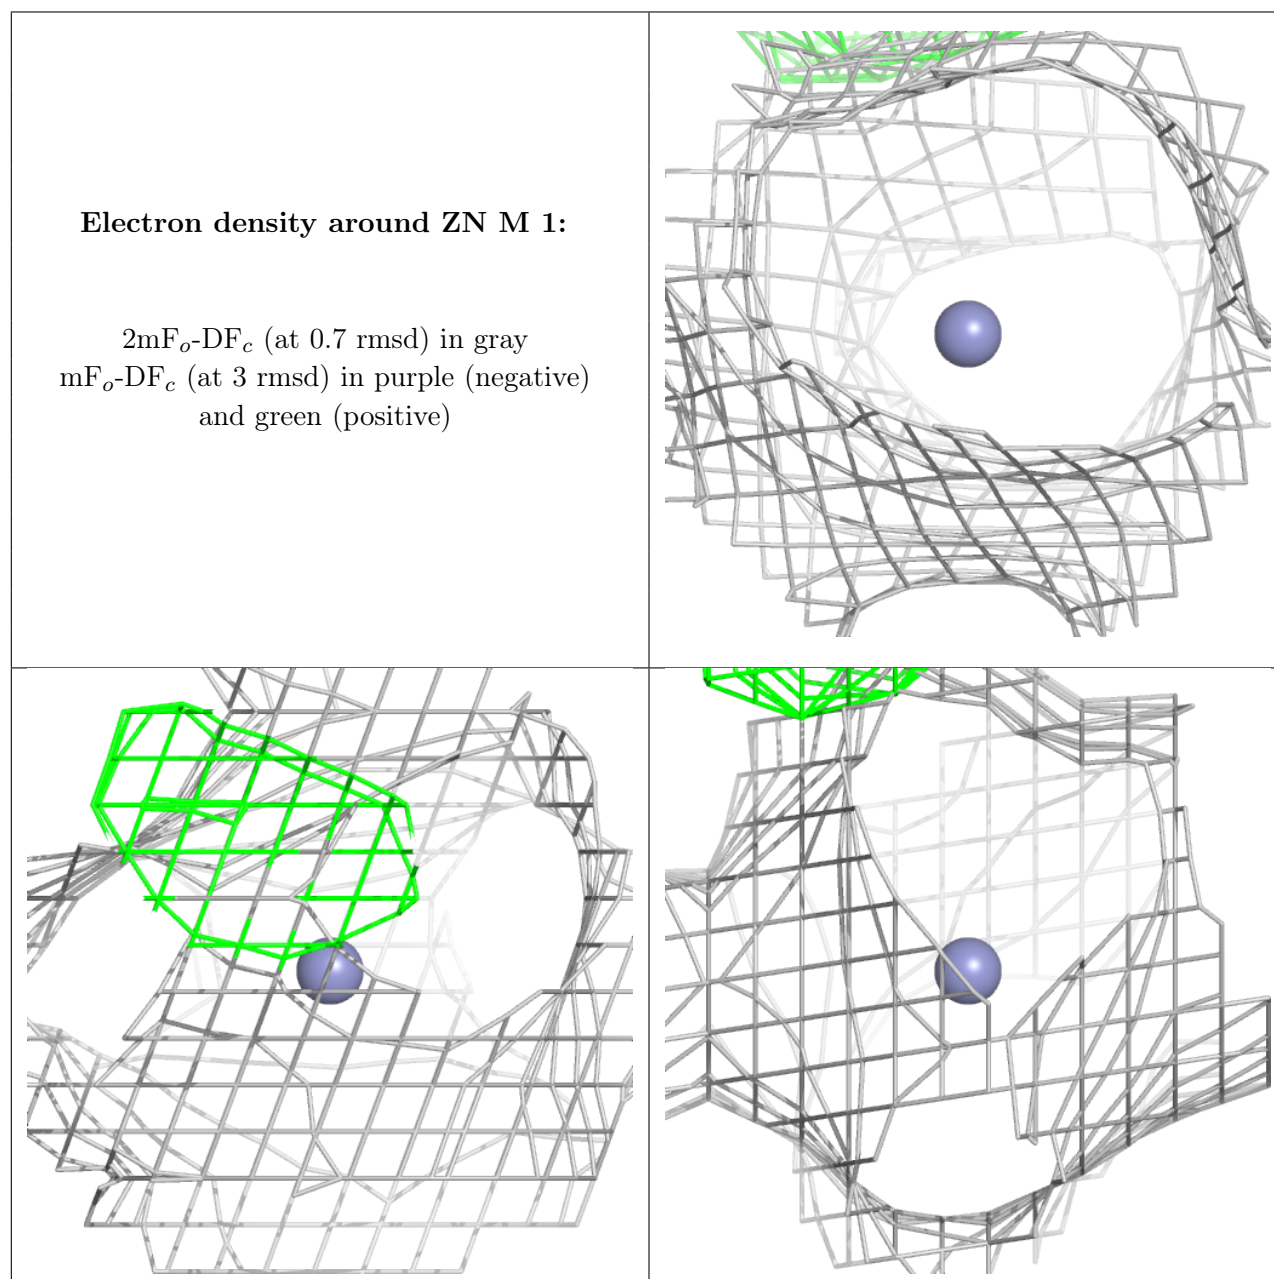 Electron density around ZN M 1:
2mFo-DFc (at 0.7 rmsd) in gray
mFo-DFc (at 3 rmsd) in purple (negative)
and green (positive)